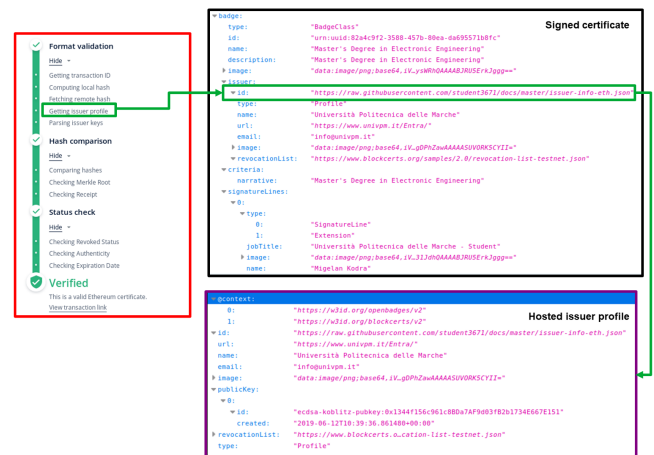 Format validation
Hide
Getting transaction ID
Computing local hash
Fetching remote hash
Getting issuer profile
Parsing issuer keys
Hash comparison
Hide
Comparing hashes
Checking Merkle Root
Checking Receipt
Status check
Hide
Checking Revoked Status
Checking Authenticity
Checking Expiration Date
Verified
This is a valid Ethereum certificate.
View transaction link
Signed certificate
badge:
type: "BadgeClass"
id: "urn:uuid:82a4c9f2-3588-457b-80ea-da695571b8fc"
name: "Master's Degree in Electronic Engineering"
description: "Master's Degree in Electronic Engineering"
image: "data:image/png;base64,iV…ysWRhQAAAABJRU5ErkJggg=="
issuer:
id: "https://raw.githubusercontent.com/student3671/docs/master/issuer-info-eth.json"
type: "Profile"
name: "Università Politecnica delle Marche"
url: "https://www.univpm.it/Entra/"
email: "info@univpm.it"
image: "data:image/png;base64,iV…gDPhZawAAAAASUVORK5CYII="
revocationList: "https://www.blockcerts.org/samples/2.0/revocation-list-testnet.json"
criteria:
narrative: "Master's Degree in Electronic Engineering"
signatureLines:
0:
type:
0: "SignatureLine"
1: "Extension"
jobTitle: "Università Politecnica delle Marche - Student"
image: "data:image/png;base64,iV…31JdhQAAAABJRU5ErkJggg=="
name: "Migelan Kodra"
Hosted issuer profile
@context:
0: "https://w3id.org/openbadges/v2"
1: "https://w3id.org/blockcerts/v2"
id: "https://raw.githubusercontent.com/student3671/docs/master/issuer-info-eth.json"
url: "https://www.univpm.it/Entra/"
name: "Università Politecnica delle Marche"
email: "info@univpm.it"
image: "data:image/png;base64,iV…gDPhZawAAAAASUVORK5CYII="
publicKey:
0:
id: "ecdsa-koblitz-pubkey:0x1344f156c961c8BDa7AF9d03fB2b1734E667E151"
created: "2019-06-12T10:39:36.861480+00:00"
revocationList: "https://www.blockcerts.o…cation-list-testnet.json"
type: "Profile"